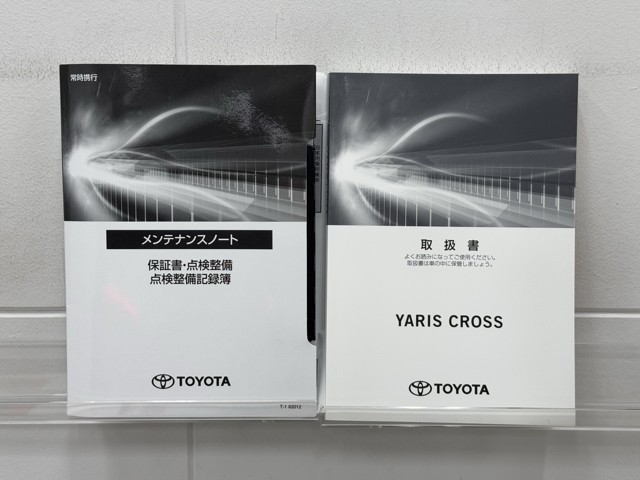 常時携行
メンテナンスノート
保証書・点検整備
点検整備記録簿
TOYOTA
取扱書
よくお読みになってご使用ください。
取扱書は車の中に保管しましょう。
YARIS CROSS
TOYOTA